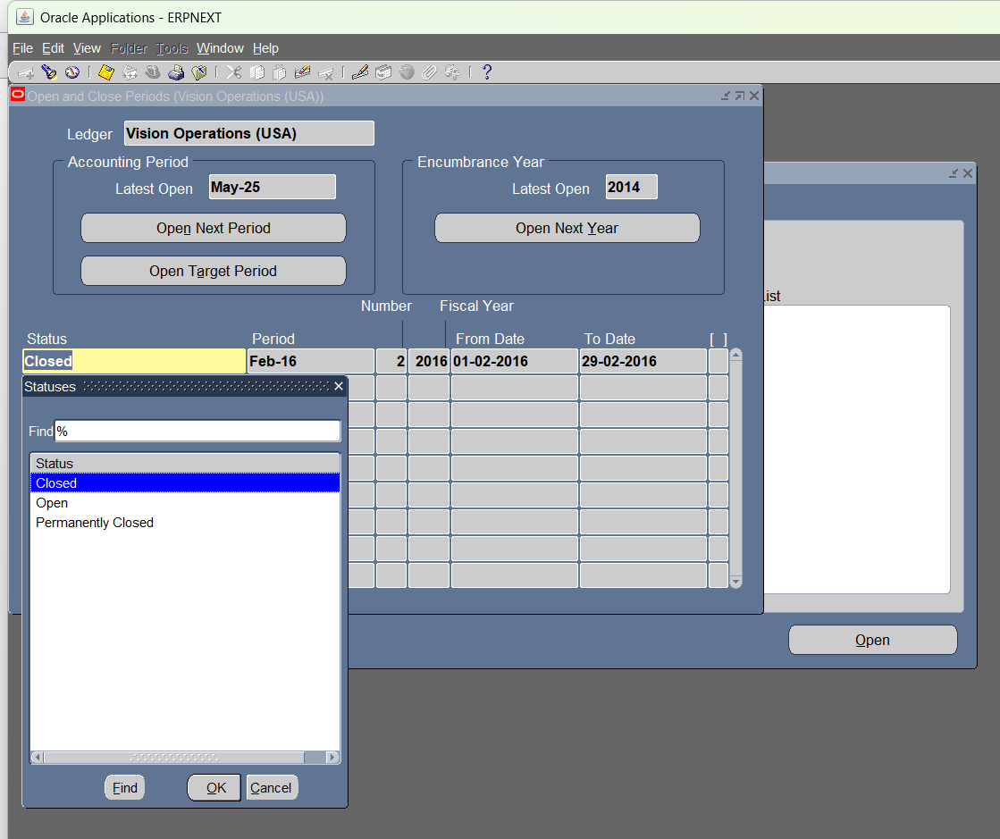 Oracle Applications - ERPNEXT
File Edit View Folder Tools Window Help
?
Open and Close Periods (Vision Operations (USA))
Ledger Vision Operations (USA)
Accounting Period
Latest Open May-25
Open Next Period
Open Target Period
Encumbrance Year
Latest Open 2014
Open Next Year
Number Fiscal Year
Status Period From Date To Date [ ]
Closed Feb-16 2 2016 01-02-2016 29-02-2016
Statuses
Find %
Status
Closed
Open
Permanently Closed
Find OK Cancel
Open